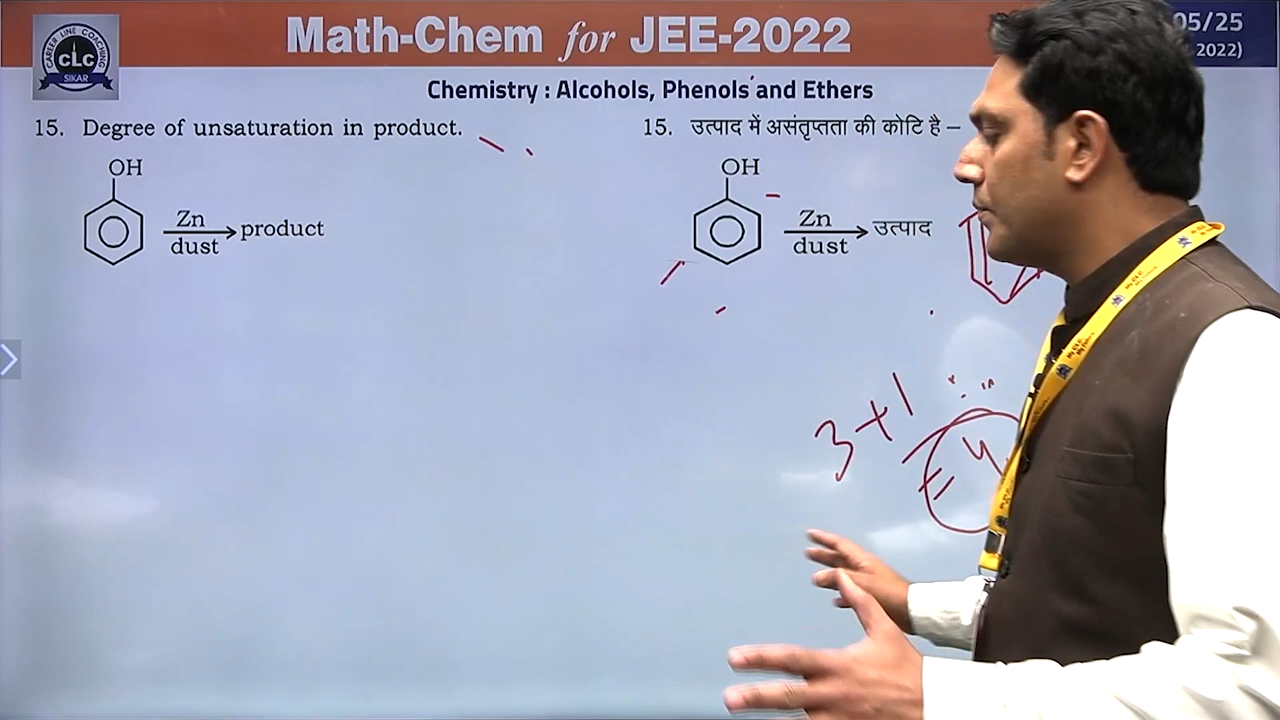 Math-Chem for JEE-2022
05/25
2022)
CAREER LINE COACHING
CLC
SIKAR
Chemistry : Alcohols, Phenols and Ethers
15. Degree of unsaturation in product.
OH
Zn
dust
product
15. उत्पाद में असंतृप्तता की कोटि है –
OH
Zn
dust
उत्पाद
3+1
4